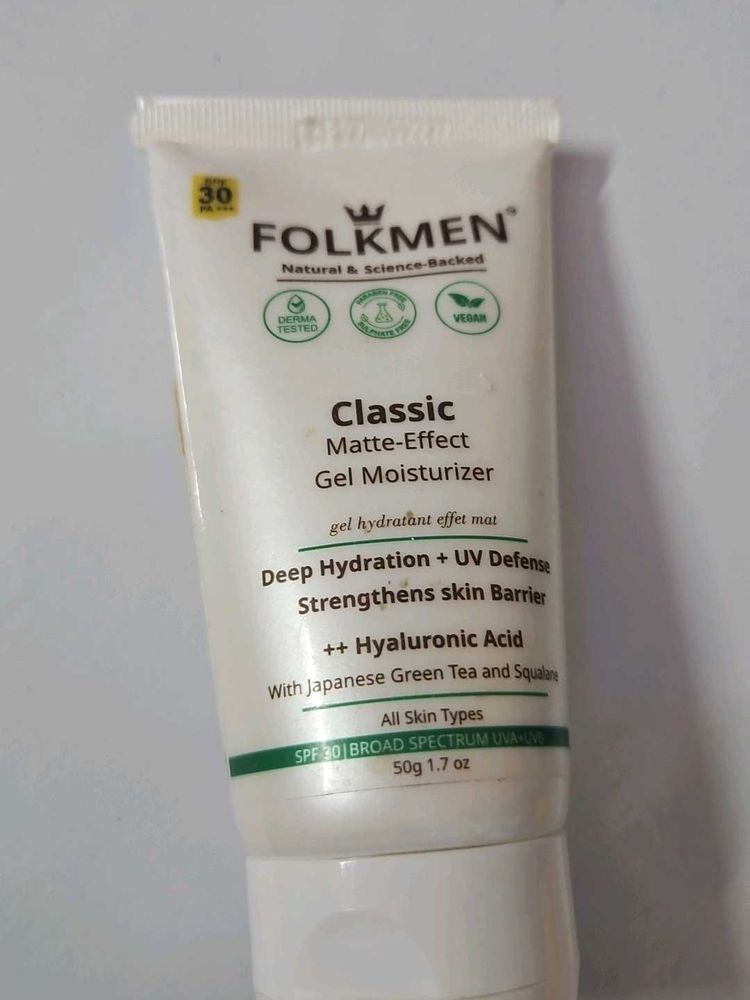 SPF
30
PA +++
FOLKMEN®
Natural & Science-Backed
DERMA
TESTED
PARABEN FREE
SULPHATE FREE
VEGAN
Classic
Matte-Effect
Gel Moisturizer
gel hydratant effet mat
Deep Hydration + UV Defense
Strengthens skin Barrier
++ Hyaluronic Acid
With Japanese Green Tea and Squalane
All Skin Types
SPF 30|BROAD SPECTRUM UVA+UVB
50g 1.7 oz